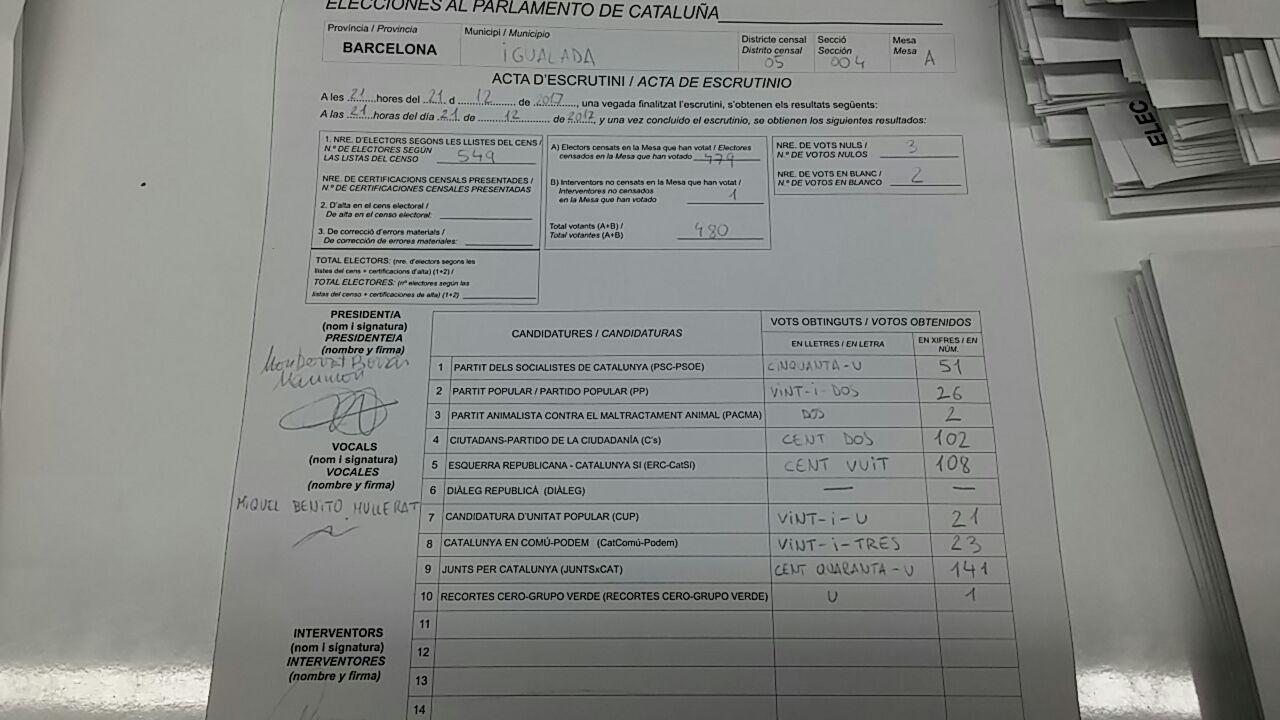 ELECCIONES AL PARLAMENTO DE CATALUÑA
Província / Provincia
BARCELONA
Municipi / Municipio
IGUALADA
Districte censal
Distrito censal
05
Secció
Sección
004
Mesa
Mesa
A
ACTA D'ESCRUTINI / ACTA DE ESCRUTINIO
A les 21 hores del 21 d 12 de 2017, una vegada finalitzat l'escrutini, s'obtenen els resultats següents:
A las 21 horas del día 21 de 12 de 2017 y una vez concluido el escrutinio, se obtienen los siguientes resultados:
1. NRE. D'ELECTORS SEGONS LES LLISTES DEL CENS /
N.º DE ELECTORES SEGÚN
LAS LISTAS DEL CENSO 549
NRE. DE CERTIFICACIONS CENSALS PRESENTADES /
N.º DE CERTIFICACIONES CENSALES PRESENTADAS
2. D'alta en el cens electoral /
De alta en el censo electoral:
3. De correcció d'errors materials /
De corrección de errores materiales:
TOTAL ELECTORS: (nre. d'electors segons les
llistes del cens + certificacions d'alta) (1+2) /
TOTAL ELECTORES: (nº electores según las
listas del censo + certificaciones de alta) (1+2)
A) Electors censats en la Mesa que han votat / Electores
censados en la Mesa que han votado 479
B) Interventors no censats en la Mesa que han votat /
Interventores no censados
en la Mesa que han votado 1
Total votants (A+B) /
Total votantes (A+B) 480
NRE. DE VOTS NULS /
N.º DE VOTOS NULOS 3
NRE. DE VOTS EN BLANC /
N.º DE VOTOS EN BLANCO 2
PRESIDENT/A
(nom i signatura)
PRESIDENTE/A
(nombre y firma)
VOCALS
(nom i signatura)
VOCALES
(nombre y firma)
MIQUEL BENITO MULLERAT
INTERVENTORS
(nom i signatura)
INTERVENTORES
(nombre y firma)
CANDIDATURES / CANDIDATURAS
VOTS OBTINGUTS / VOTOS OBTENIDOS
EN LLETRES / EN LETRA
EN XIFRES / EN
NÚM.
1 PARTIT DELS SOCIALISTES DE CATALUNYA (PSC-PSOE) CINQUANTA-U 51
2 PARTIT POPULAR / PARTIDO POPULAR (PP) VINT-i-DOS 26
3 PARTIT ANIMALISTA CONTRA EL MALTRACTAMENT ANIMAL (PACMA) DOS 2
4 CIUTADANS-PARTIDO DE LA CIUDADANÍA (C's) CENT DOS 102
5 ESQUERRA REPUBLICANA - CATALUNYA SI (ERC-CatSí) CENT VUIT 108
6 DIÀLEG REPUBLICÀ (DIÀLEG) — —
7 CANDIDATURA D'UNITAT POPULAR (CUP) VINT-i-U 21
8 CATALUNYA EN COMÚ-PODEM (CatComú-Podem) VINT-i-TRES 23
9 JUNTS PER CATALUNYA (JUNTSxCAT) CENT QUARANTA-U 141
10 RECORTES CERO-GRUPO VERDE (RECORTES CERO-GRUPO VERDE) U 1
11
12
13
14
ELEC